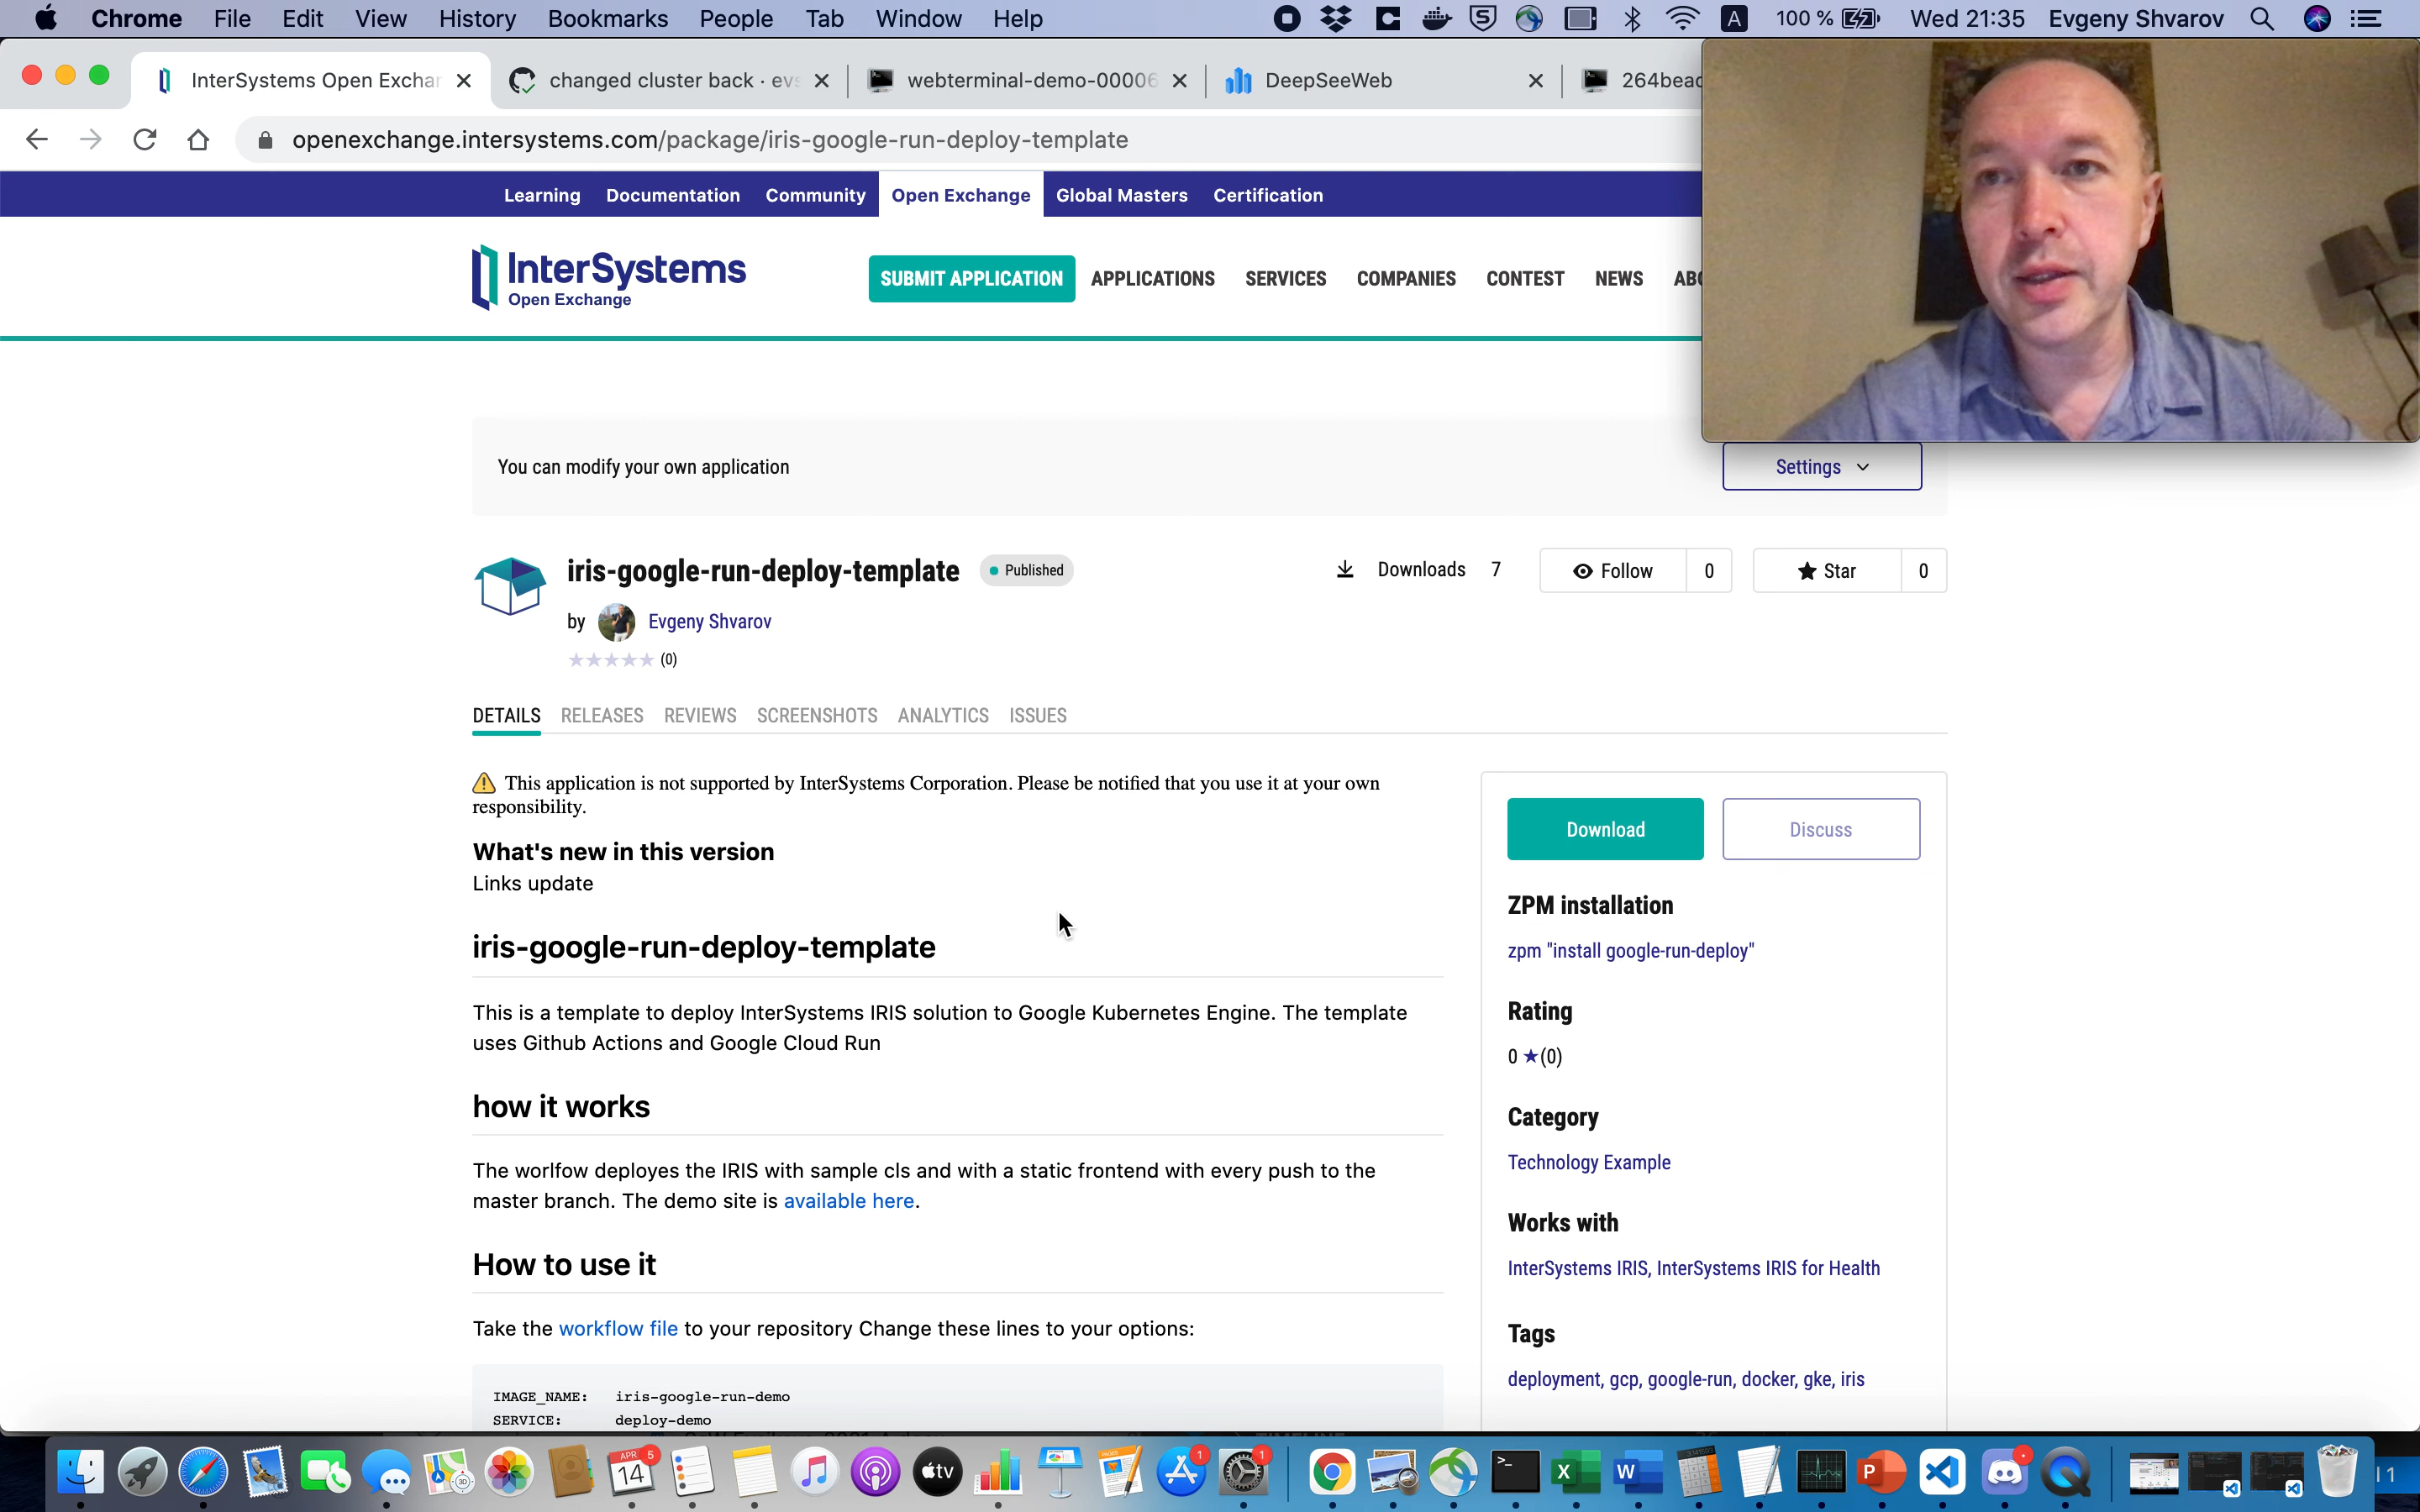 Chrome File Edit View History Bookmarks People Tab Window Help 100 % Wed 21:35 Evgeny Shvarov
InterSystems Open Exchan changed cluster back · evs webterminal-demo-00006 DeepSeeWeb 264bead
openexchange.intersystems.com/package/iris-google-run-deploy-template
Learning Documentation Community Open Exchange Global Masters Certification
InterSystems
Open Exchange
SUBMIT APPLICATION APPLICATIONS SERVICES COMPANIES CONTEST NEWS ABO
You can modify your own application
Settings
iris-google-run-deploy-template Published
Downloads 7 Follow 0 Star 0
by Evgeny Shvarov
(0)
DETAILS RELEASES REVIEWS SCREENSHOTS ANALYTICS ISSUES
This application is not supported by InterSystems Corporation. Please be notified that you use it at your own
responsibility.
What's new in this version
Links update
iris-google-run-deploy-template
This is a template to deploy InterSystems IRIS solution to Google Kubernetes Engine. The template
uses Github Actions and Google Cloud Run
how it works
The worlfow deployes the IRIS with sample cls and with a static frontend with every push to the
master branch. The demo site is available here.
How to use it
Take the workflow file to your repository Change these lines to your options:
IMAGE_NAME: iris-google-run-demo
SERVICE: deploy-demo
Download Discuss
ZPM installation
zpm "install google-run-deploy"
Rating
0 ★(0)
Category
Technology Example
Works with
InterSystems IRIS, InterSystems IRIS for Health
Tags
deployment, gcp, google-run, docker, gke, iris
APR 5
14
tv
1
1
X
W
P